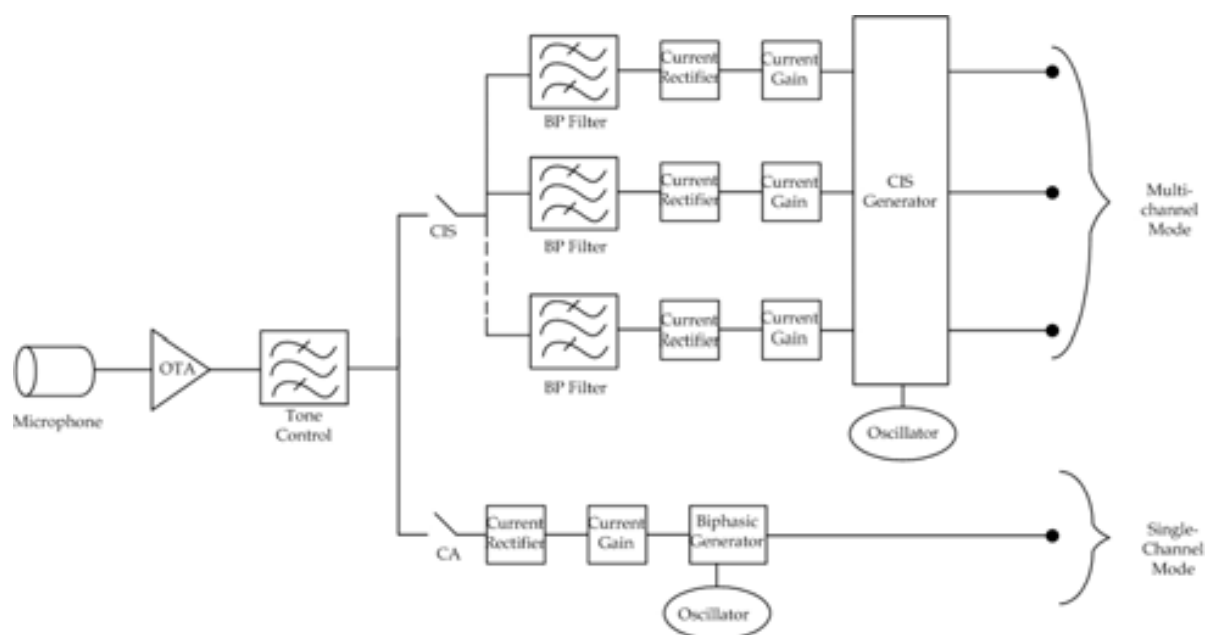 Current
Rectifier
Current
Gain
BP Filter
Current
Rectifier
Current
Gain
CIS
Generator
Multi-
channel
Mode
CIS
BP Filter
Current
Rectifier
Current
Gain
OTA
BP Filter
Microphone
Tone
Control
Oscillator
CA
Current
Rectifier
Current
Gain
Biphasic
Generator
Single-
Channel
Mode
Oscillator